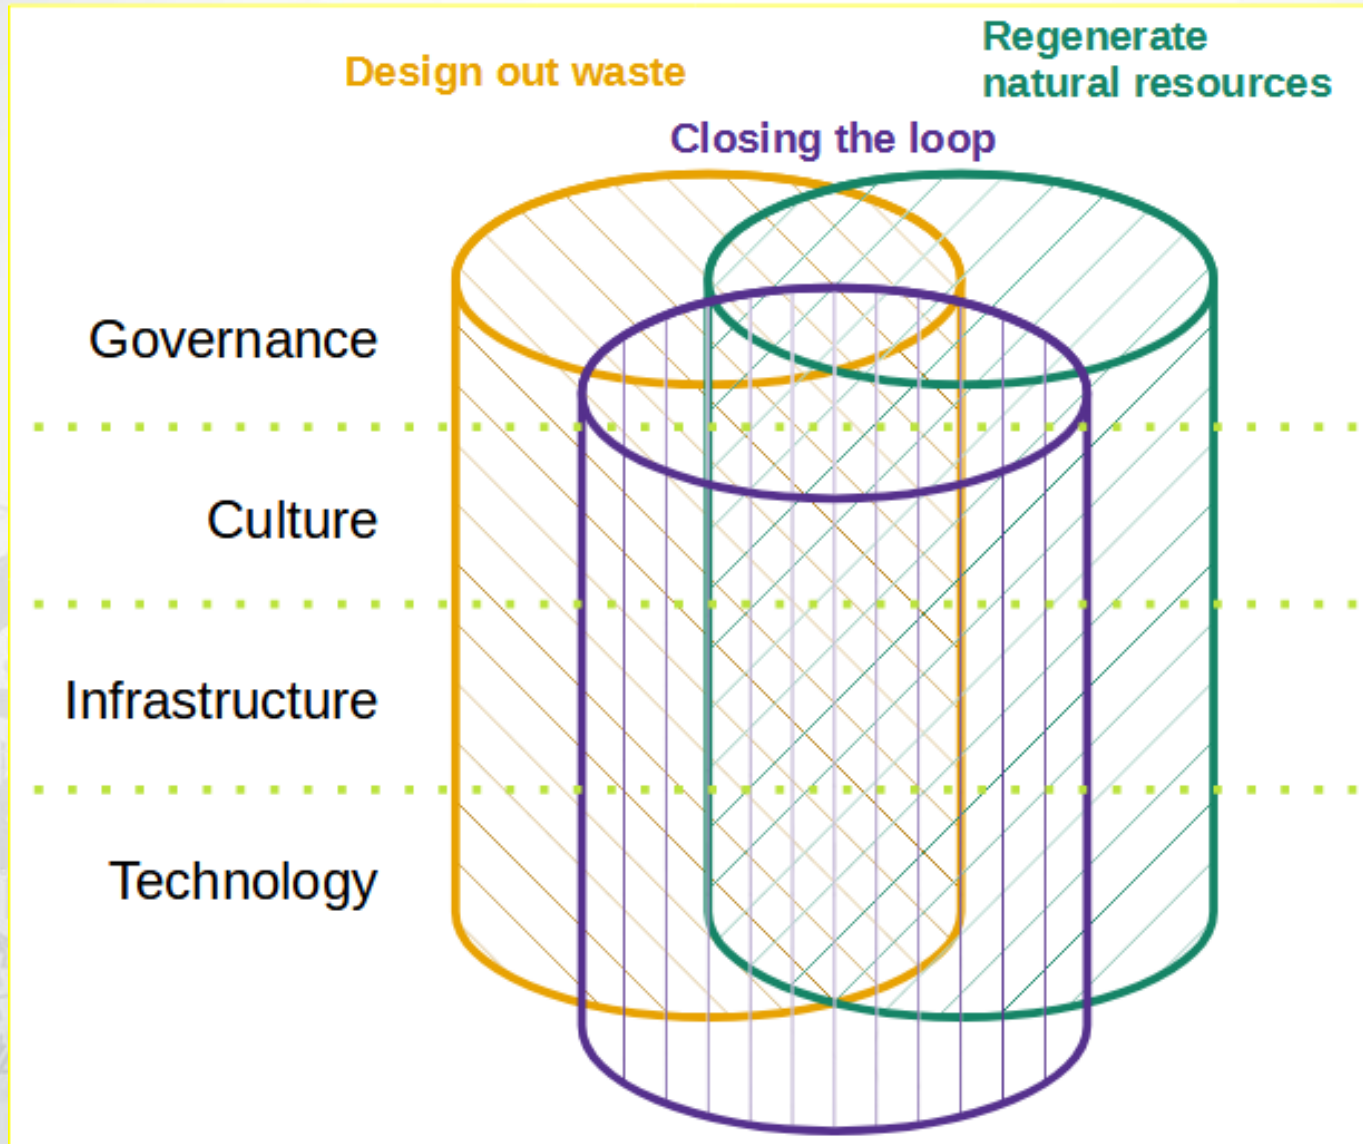 Design out waste
Regenerate
natural resources
Closing the loop
Governance
Culture
Infrastructure
Technology